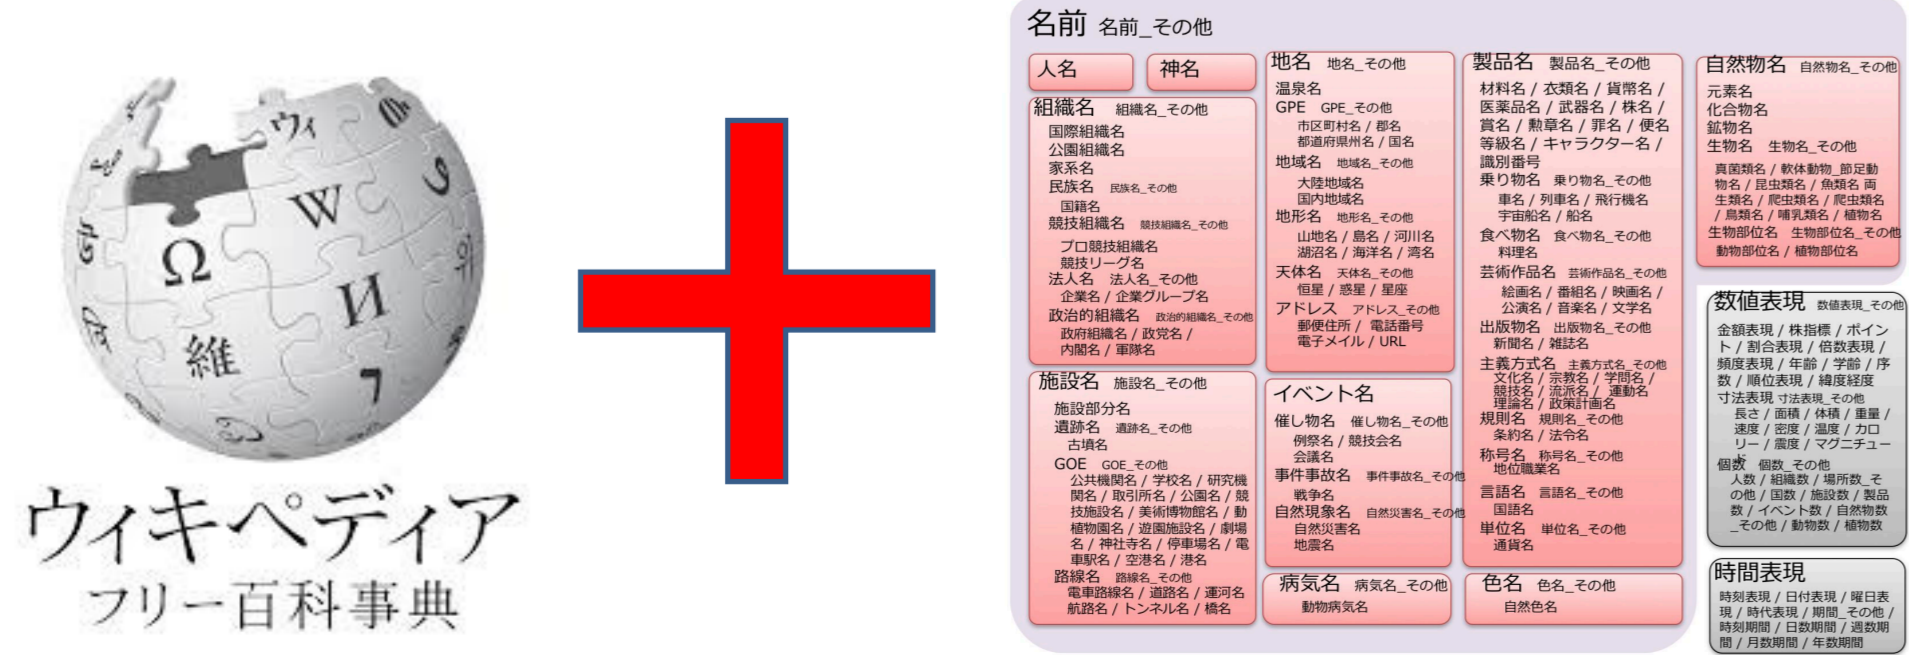 ウィ
W
Ω
И
維
ウィキペディア
フリー百科事典
名前 名前_その他
人名
神名
組織名 組織名_その他
国際組織名
公園組織名
家系名
民族名 民族名_その他
国籍名
競技組織名 競技組織名_その他
プロ競技組織名
競技リーグ名
法人名 法人名_その他
企業名 / 企業グループ名
政治的組織名 政治的組織名_その他
政府組織名 / 政党名 /
内閣名 / 軍隊名
施設名 施設名_その他
施設部分名
遺跡名 遺跡名_その他
古墳名
GOE GOE_その他
公共機関名 / 学校名 / 研究機
関名 / 取引所名 / 公園名 / 競
技施設名 / 美術博物館名 / 動
植物園名 / 遊園施設名 / 劇場
名 / 神社寺名 / 停車場名 / 電
車駅名 / 空港名 / 港名
路線名 路線名_その他
電車路線名 / 道路名 / 運河名
航路名 / トンネル名 / 橋名
地名 地名_その他
温泉名
GPE GPE_その他
市区町村名 / 郡名
都道府県州名 / 国名
地域名 地域名_その他
大陸地域名
国内地域名
地形名 地形名_その他
山地名 / 島名 / 河川名
湖沼名 / 海洋名 / 湾名
天体名 天体名_その他
恒星 / 惑星 / 星座
アドレス アドレス_その他
郵便住所 / 電話番号
電子メイル / URL
イベント名
催し物名 催し物名_その他
例祭名 / 競技会名
会議名
事件事故名 事件事故名_その他
戦争名
自然現象名 自然災害名_その他
自然災害名
地震名
病気名 病気名_その他
動物病気名
製品名 製品名_その他
材料名 / 衣類名 / 貨幣名 /
医薬品名 / 武器名 / 株名 /
賞名 / 勲章名 / 罪名 / 便名
等級名 / キャラクター名 /
識別番号
乗り物名 乗り物名_その他
車名 / 列車名 / 飛行機名
宇宙船名 / 船名
食べ物名 食べ物名_その他
料理名
芸術作品名 芸術作品名_その他
絵画名 / 番組名 / 映画名 /
公演名 / 音楽名 / 文学名
出版物名 出版物名_その他
新聞名 / 雑誌名
主義方式名 主義方式名_その他
文化名 / 宗教名 / 学問名 /
競技名 / 流派名 / 運動名
理論名 / 政策計画名
規則名 規則名_その他
条約名 / 法令名
称号名 称号名_その他
地位職業名
言語名 言語名_その他
国語名
単位名 単位名_その他
通貨名
色名 色名_その他
自然色名
自然物名 自然物名_その他
元素名
化合物名
鉱物名
生物名 生物名_その他
真菌類名 / 軟体動物_節足動
物名 / 昆虫類名 / 魚類名 両
生類名 / 爬虫類名 / 爬虫類名
/ 鳥類名 / 哺乳類名 / 植物名
生物部位名 生物部位名_その他
動物部位名 / 植物部位名
数値表現 数値表現_その他
金額表現 / 株指標 / ポイン
ト / 割合表現 / 倍数表現 /
頻度表現 / 年齢 / 学齢 / 序
数 / 順位表現 / 緯度経度
寸法表現 寸法表現_その他
長さ / 面積 / 体積 / 重量 /
速度 / 密度 / 温度 / カロ
リー / 震度 / マグニチュー
ド
個数 個数_その他
人数 / 組織数 / 場所数_そ
の他 / 国数 / 施設数 / 製品
数 / イベント数 / 自然物数
_その他 / 動物数 / 植物数
時間表現
時刻表現 / 日付表現 / 曜日表
現 / 時代表現 / 期間_その他 /
時刻期間 / 日数期間 / 週数期
間 / 月数期間 / 年数期間